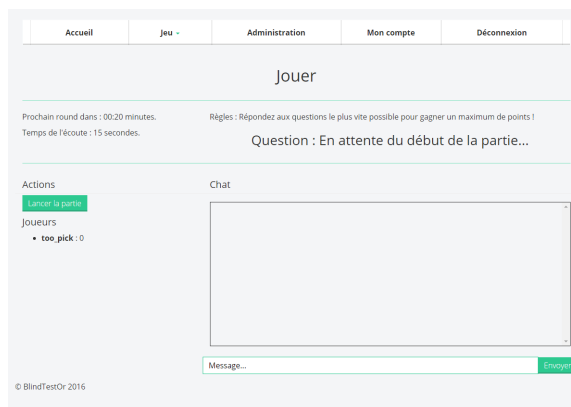 Accueil Jeu Administration Mon compte Déconnexion
Jouer
Prochain round dans : 00:20 minutes.
Temps de l'écoute : 15 secondes.
Règles : Répondez aux questions le plus vite possible pour gagner un maximum de points !
Question : En attente du début de la partie...
Actions
Lancer la partie
Joueurs
• too_pick : 0
Chat
Message... Envoyer
© BlindTestOr 2016